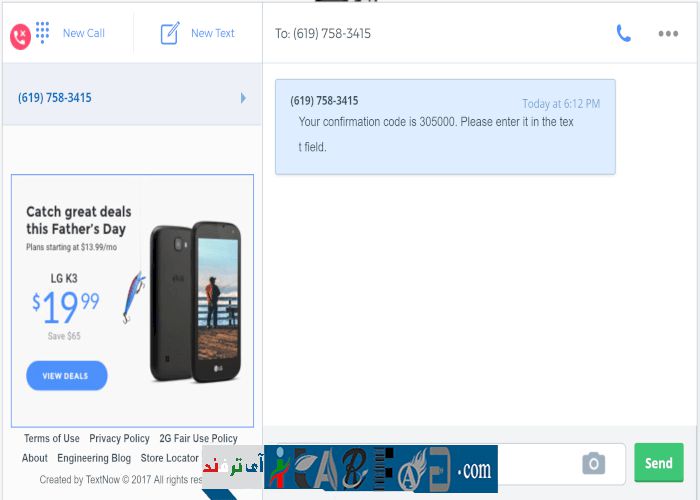 New Call
New Text
To: (619) 758-3415
(619) 758-3415
(619) 758-3415
Today at 6:12 PM
Your confirmation code is 305000. Please enter it in the tex
t field.
Catch great deals
this Father's Day
Plans starting at $13.99/mo
LG K3
$19 99
Save $65
VIEW DEALS
LG
Terms of Use Privacy Policy 2G Fair Use Policy
About Engineering Blog Store Locator
Created by TextNow © 2017 All rights res
آی ترفند
.com
Send